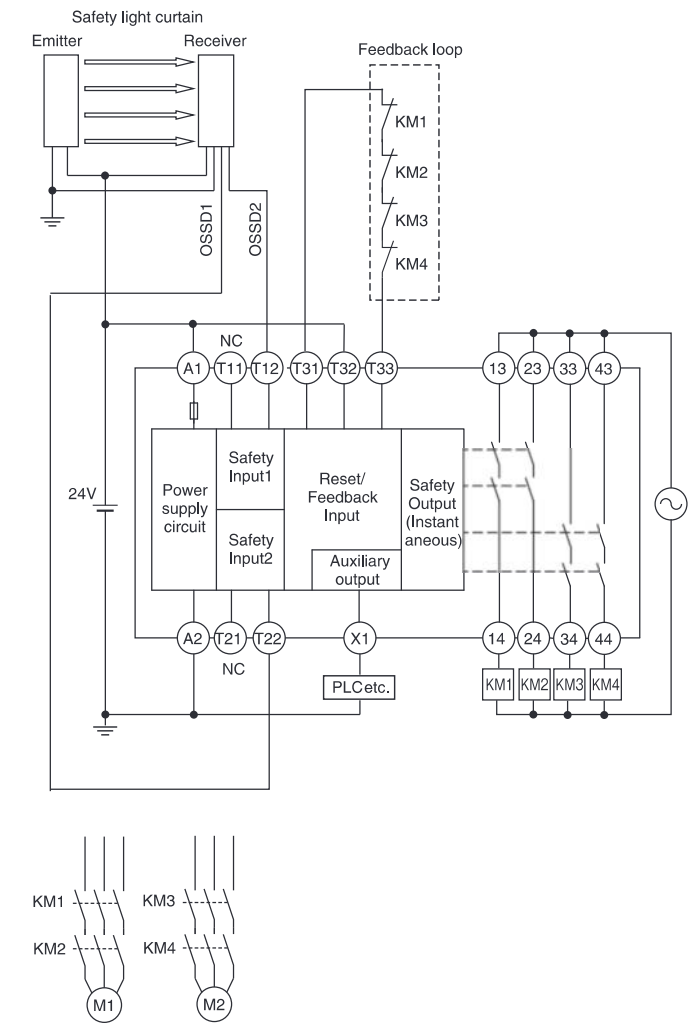 Safety light curtain
Emitter
Receiver
Feedback loop
KM1
KM2
KM3
KM4
OSSD1
OSSD2
NC
A1
T11
T12
T31
T32
T33
13
23
33
43
24V
Power
supply
circuit
Safety
Input1
Safety
Input2
Reset/
Feedback
Input
Auxiliary
output
Safety
Output
(Instant
aneous)
A2
T21
T22
X1
14
24
34
44
NC
PLC etc.
KM1
KM2
KM3
KM4
KM1
KM2
M1
KM3
KM4
M2